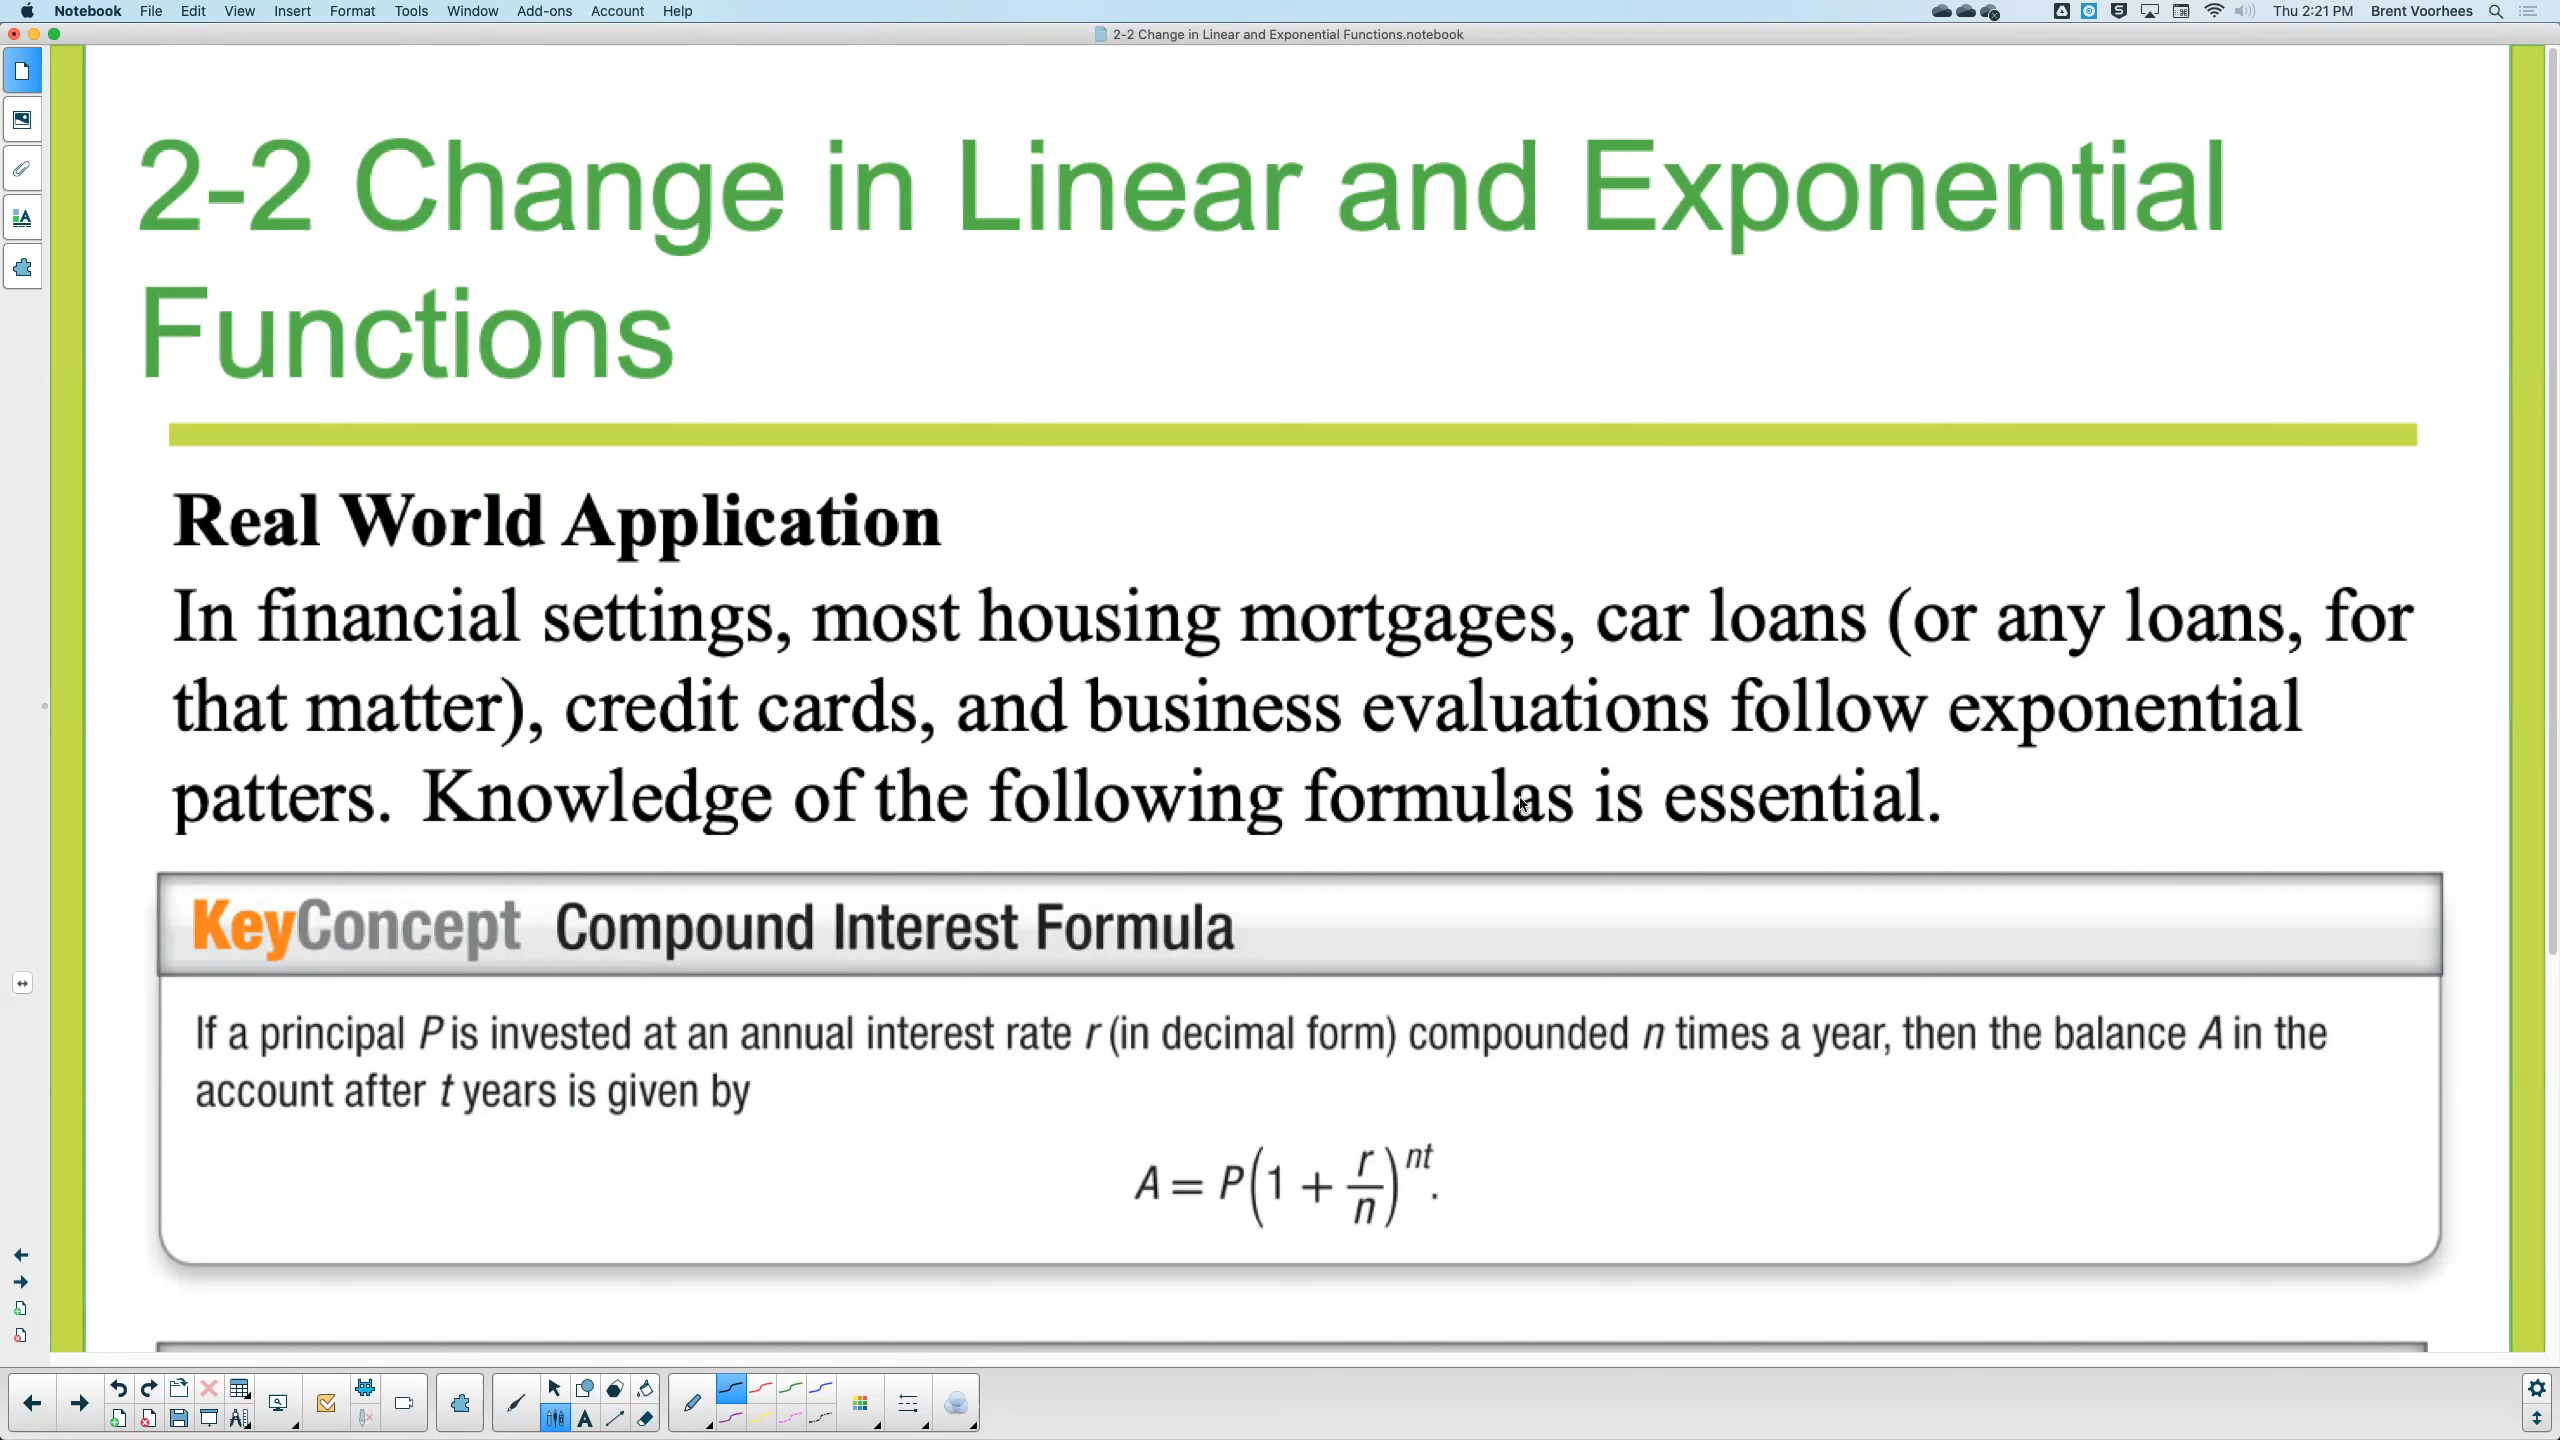 Notebook File Edit View Insert Format Tools Window Add-ons Account Help Thu 2:21 PM Brent Voorhees
2-2 Change in Linear and Exponential Functions.notebook
2-2 Change in Linear and Exponential
Functions
Real World Application
In financial settings, most housing mortgages, car loans (or any loans, for
that matter), credit cards, and business evaluations follow exponential
patters. Knowledge of the following formulas is essential.
KeyConcept Compound Interest Formula
If a principal P is invested at an annual interest rate r (in decimal form) compounded n times a year, then the balance A in the
account after t years is given by
A = P(1 + r/n)^nt.